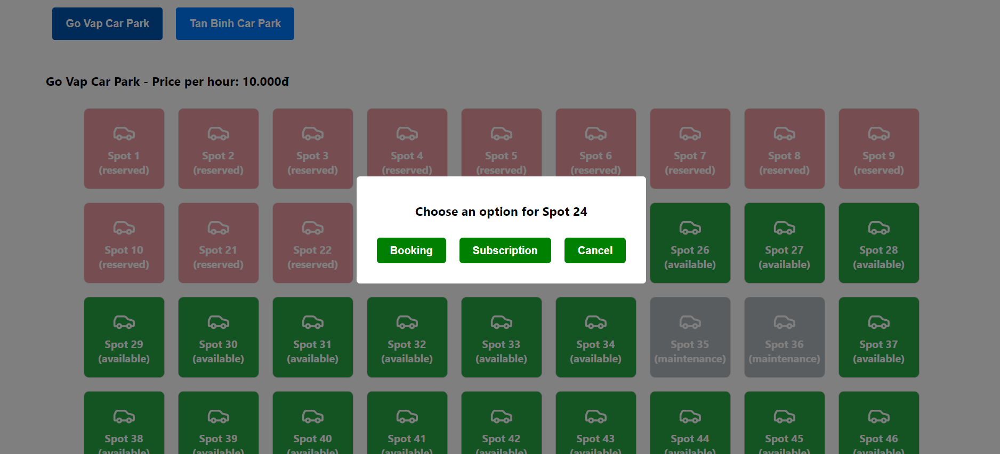 Go Vap Car Park Tan Binh Car Park
Go Vap Car Park - Price per hour: 10.000đ
Spot 1 Spot 2 Spot 3 Spot 4 Spot 5 Spot 6 Spot 7 Spot 8 Spot 9
(reserved) (reserved) (reserved) (reserved) (reserved) (reserved) (reserved) (reserved) (reserved)
Choose an option for Spot 24
Booking Subscription Cancel
Spot 10 Spot 21 Spot 22 Spot 26 Spot 27 Spot 28
(reserved) (reserved) (reserved) (available) (available) (available)
Spot 29 Spot 30 Spot 31 Spot 32 Spot 33 Spot 34 Spot 35 Spot 36 Spot 37
(available) (available) (available) (available) (available) (available) (maintenance) (maintenance) (available)
Spot 38 Spot 39 Spot 40 Spot 41 Spot 42 Spot 43 Spot 44 Spot 45 Spot 46
(available) (available) (available) (available) (available) (available) (available) (available) (available)